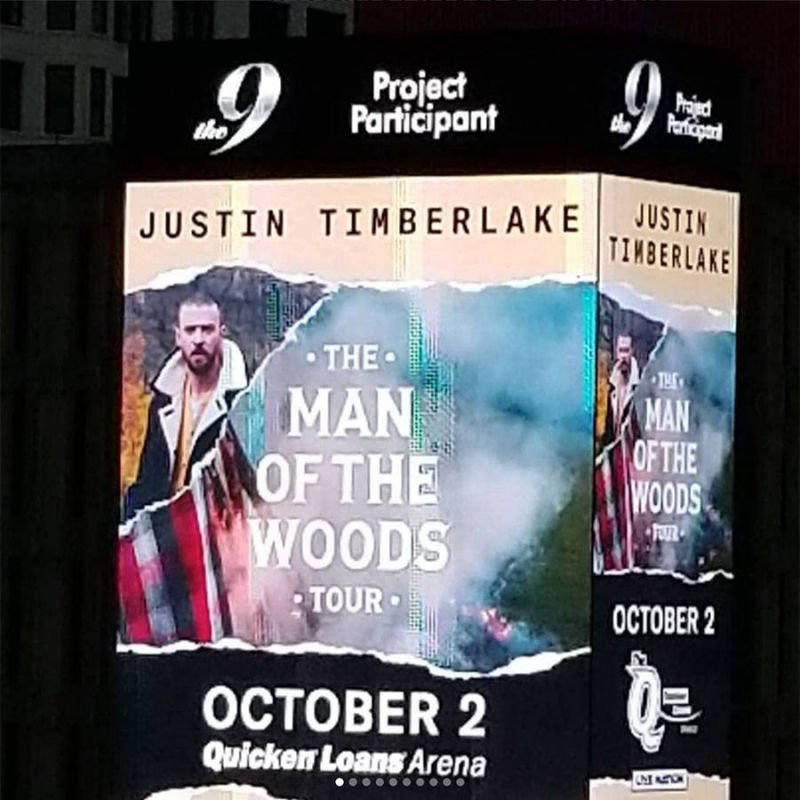 the 9
Project
Participant
JUSTIN TIMBERLAKE
• THE •
MAN
OF THE
WOODS
• TOUR •
OCTOBER 2
Quicken Loans Arena
the 9
Project
Participant
JUSTIN
TIMBERLAKE
• THE •
MAN
OF THE
WOODS
• TOUR •
OCTOBER 2
The
Q
LIVE NATION